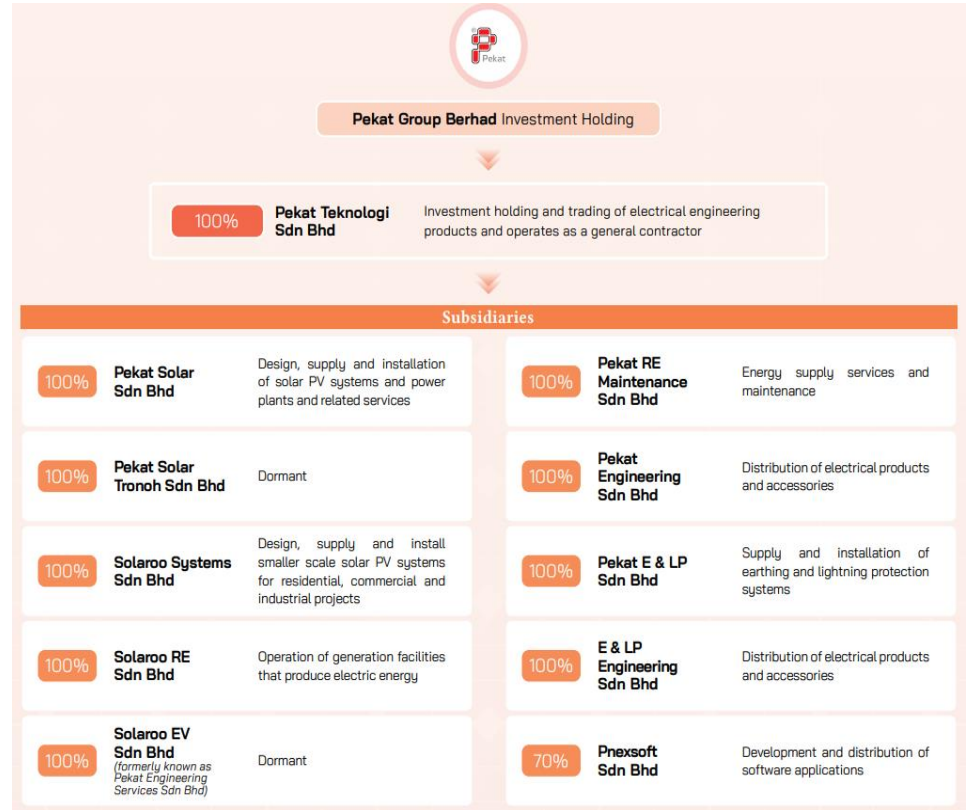 Pekat
Pekat Group Berhad Investment Holding
100%
Pekat Teknologi
Sdn Bhd
Investment holding and trading of electrical engineering
products and operates as a general contractor
Subsidiaries
100%
Pekat Solar
Sdn Bhd
Design, supply and installation
of solar PV systems and power
plants and related services
100%
Pekat Solar
Tronoh Sdn Bhd
Dormant
100%
Solaroo Systems
Sdn Bhd
Design, supply and install
smaller scale solar PV systems
for residential, commercial and
industrial projects
100%
Solaroo RE
Sdn Bhd
Operation of generation facilities
that produce electric energy
100%
Solaroo EV
Sdn Bhd
(formerly known as
Pekat Engineering
Services Sdn Bhd)
Dormant
100%
Pekat RE
Maintenance
Sdn Bhd
Energy supply services and
maintenance
100%
Pekat
Engineering
Sdn Bhd
Distribution of electrical products
and accessories
100%
Pekat E & LP
Sdn Bhd
Supply and installation of
earthing and lightning protection
systems
100%
E & LP
Engineering
Sdn Bhd
Distribution of electrical products
and accessories
70%
Pnexsoft
Sdn Bhd
Development and distribution of
software applications